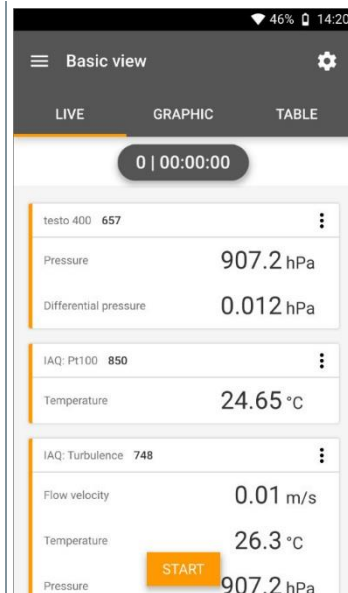 46% 14:20
Basic view
LIVE GRAPHIC TABLE
0 | 00:00:00
testo 400 657
Pressure 907.2 hPa
Differential pressure 0.012 hPa
IAQ: Pt100 850
Temperature 24.65 °C
IAQ: Turbulence 748
Flow velocity 0.01 m/s
Temperature 26.3 °C
START
Pressure 907.2 hPa